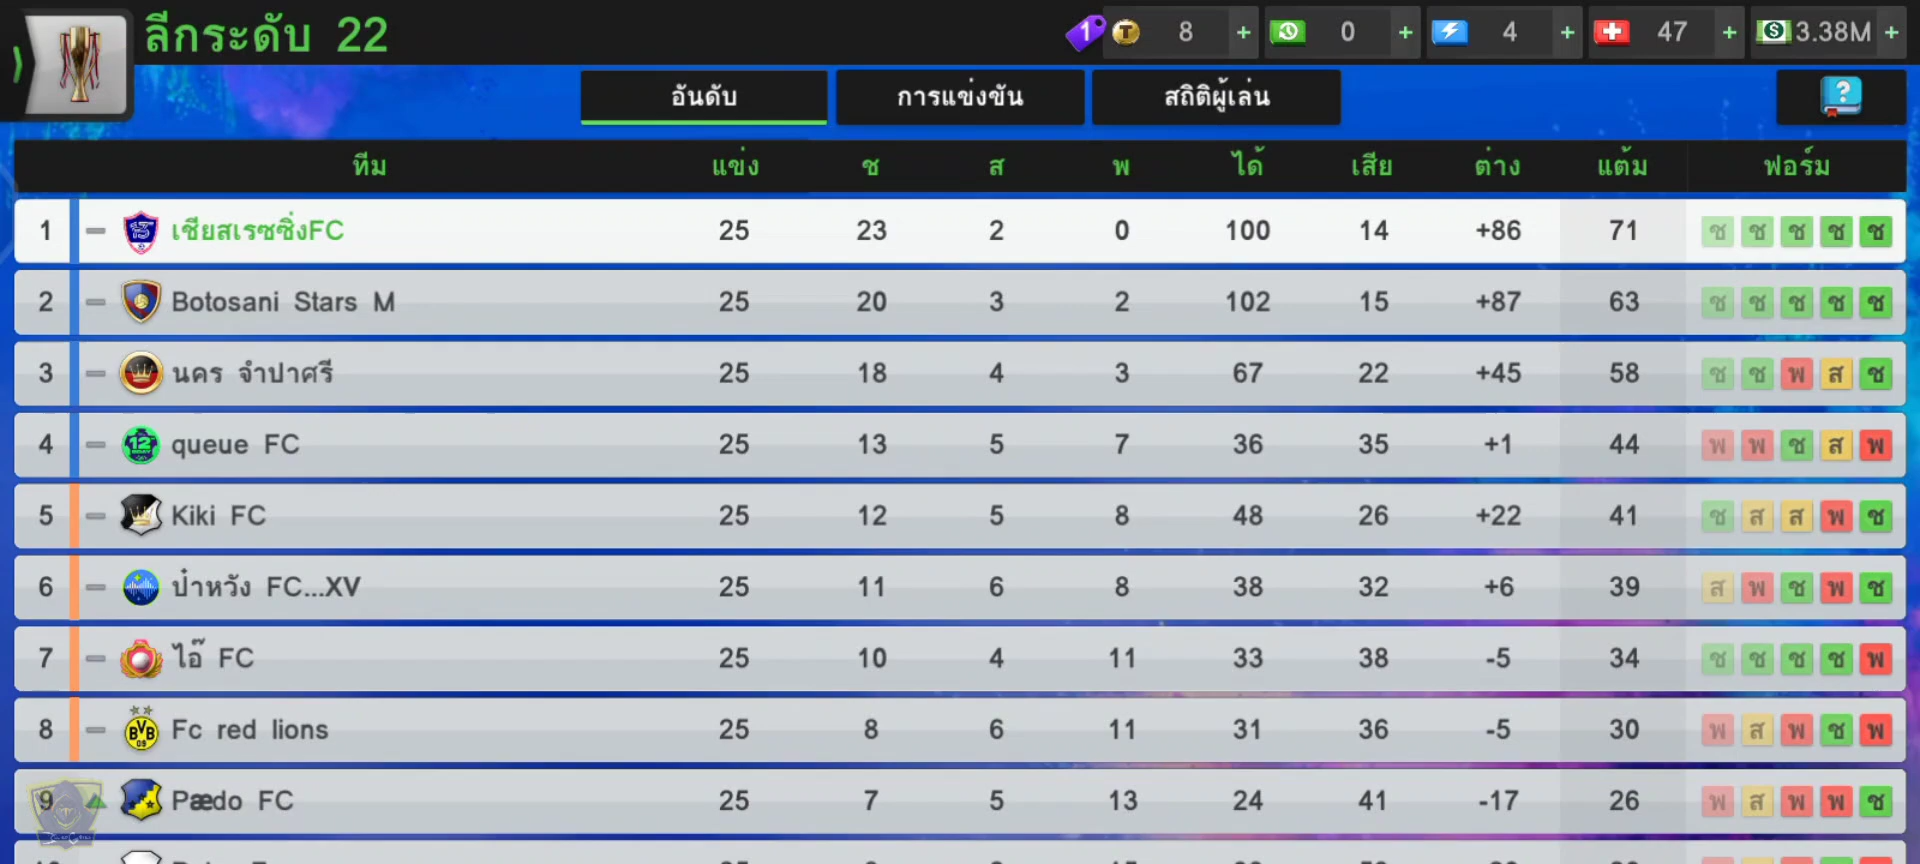 ลีกระดับ 22
1 8 + 0 + 4 + 47 + 3.38M +
อันดับ การแข่งขัน สถิติผู้เล่น
ทีม แข่ง ช ส พ ได้ เสีย ต่าง แต้ม ฟอร์ม
1 เชียสเรซซิ่งFC 25 23 2 0 100 14 +86 71 ช ช ช ช ช
2 Botosani Stars M 25 20 3 2 102 15 +87 63 ช ช ช ช ช
3 นคร จำปาศรี 25 18 4 3 67 22 +45 58 ช ช พ ส ช
4 queue FC 25 13 5 7 36 35 +1 44 พ พ ช ส พ
5 Kiki FC 25 12 5 8 48 26 +22 41 ช ส ส พ ช
6 ป๋าหวัง FC...XV 25 11 6 8 38 32 +6 39 ส พ ช พ ช
7 ไอ๊ FC 25 10 4 11 33 38 -5 34 ช ช ช ช พ
8 Fc red lions 25 8 6 11 31 36 -5 30 พ ส พ ช พ
9 Pædo FC 25 7 5 13 24 41 -17 26 พ ส พ พ ช